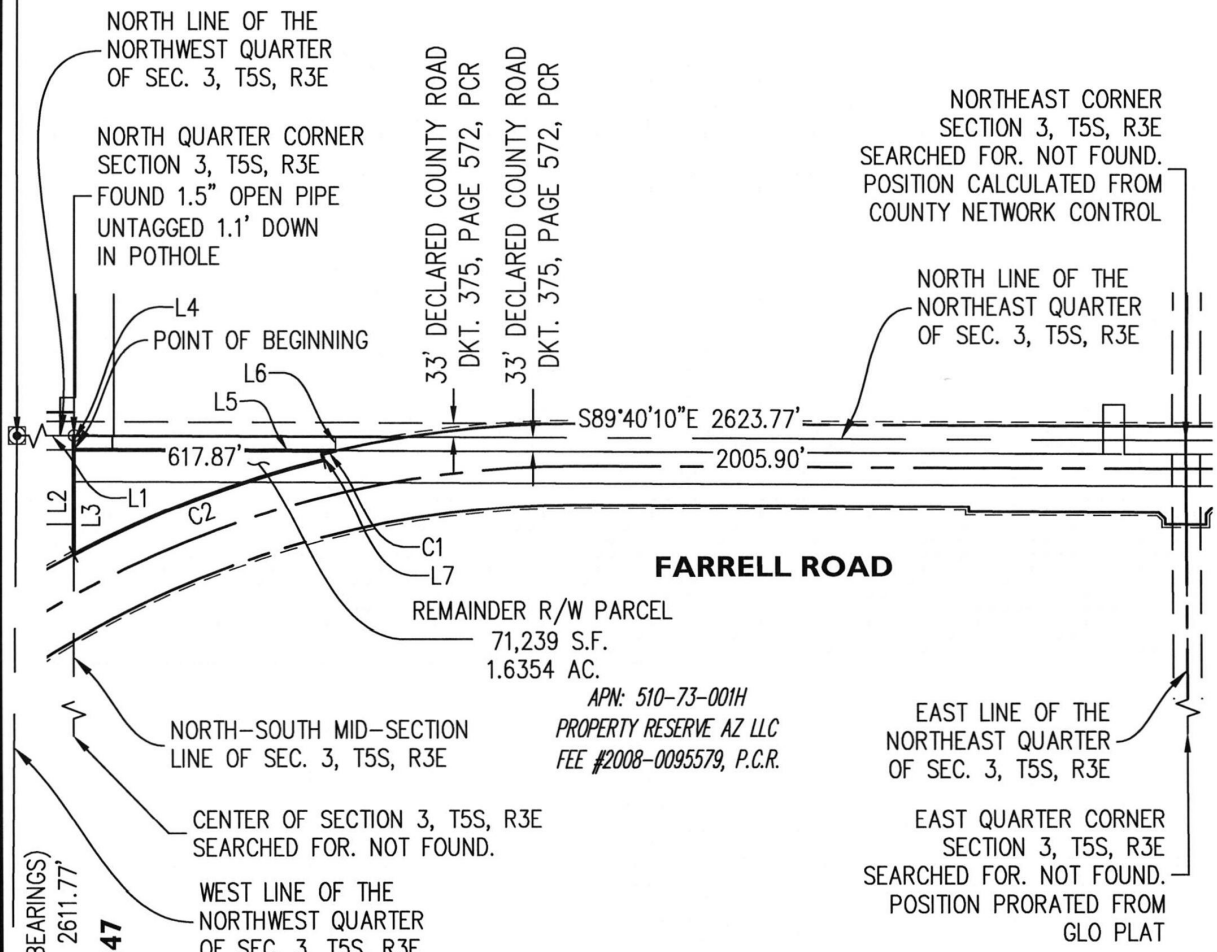 NORTH LINE OF THE
NORTHWEST QUARTER
OF SEC. 3, T5S, R3E
NORTH QUARTER CORNER
SECTION 3, T5S, R3E
FOUND 1.5" OPEN PIPE
UNTAGGED 1.1' DOWN
IN POTHOLE
33' DECLARED COUNTY ROAD
DKT. 375, PAGE 572, PCR
33' DECLARED COUNTY ROAD
DKT. 375, PAGE 572, PCR
NORTHEAST CORNER
SECTION 3, T5S, R3E
SEARCHED FOR. NOT FOUND.
POSITION CALCULATED FROM
COUNTY NETWORK CONTROL
NORTH LINE OF THE
NORTHEAST QUARTER
OF SEC. 3, T5S, R3E
L4
POINT OF BEGINNING
L6
L5
S89°40'10"E 2623.77'
617.87'
2005.90'
L1
L2
L3
C2
C1
L7
FARRELL ROAD
REMAINDER R/W PARCEL
71,239 S.F.
1.6354 AC.
APN: 510-73-001H
PROPERTY RESERVE AZ LLC
FEE #2008-0095579, P.C.R.
NORTH-SOUTH MID-SECTION
LINE OF SEC. 3, T5S, R3E
EAST LINE OF THE
NORTHEAST QUARTER
OF SEC. 3, T5S, R3E
CENTER OF SECTION 3, T5S, R3E
SEARCHED FOR. NOT FOUND.
EAST QUARTER CORNER
SECTION 3, T5S, R3E
SEARCHED FOR. NOT FOUND.
POSITION PRORATED FROM
GLO PLAT
WEST LINE OF THE
NORTHWEST QUARTER
OF SEC. 3, T5S, R3E
BEARINGS)
2611.77'
47